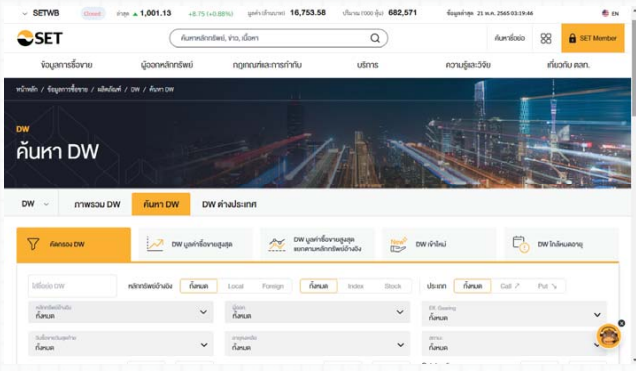 SETWB Closed ล่าสุด 1,001.13 +8.75 (+0.88%) มูลค่า (ล้านบาท) 16,753.58 ปริมาณ ('000 หุ้น) 682,571 ข้อมูลล่าสุด 21 พ.ค. 2565 03:19:46 EN
SET ค้นหาหลักทรัพย์, ข่าว, เนื้อหา ค้นหาชื่อย่อ SET Member
ข้อมูลการซื้อขาย ผู้ออกหลักทรัพย์ กฎเกณฑ์และการกำกับ บริการ ความรู้และวิจัย เกี่ยวกับ ตลท.
หน้าหลัก / ข้อมูลการซื้อขาย / ผลิตภัณฑ์ / DW / ค้นหา DW
DW
ค้นหา DW
DW ภาพรวม DW ค้นหา DW DW ต่างประเทศ
คัดกรอง DW DW มูลค่าซื้อขายสูงสุด DW มูลค่าซื้อขายสูงสุด
แยกตามหลักทรัพย์อ้างอิง New DW เข้าใหม่ DW ใกล้หมดอายุ
ใส่ชื่อย่อ DW หลักทรัพย์อ้างอิง ทั้งหมด Local Foreign ทั้งหมด Index Stock ประเภท ทั้งหมด Call Put
หลักทรัพย์อ้างอิง ผู้ออก Eff. Gearing
ทั้งหมด ทั้งหมด ทั้งหมด
วันซื้อขายวันสุดท้าย อายุคงเหลือ สถานะ
ทั้งหมด ทั้งหมด ทั้งหมด